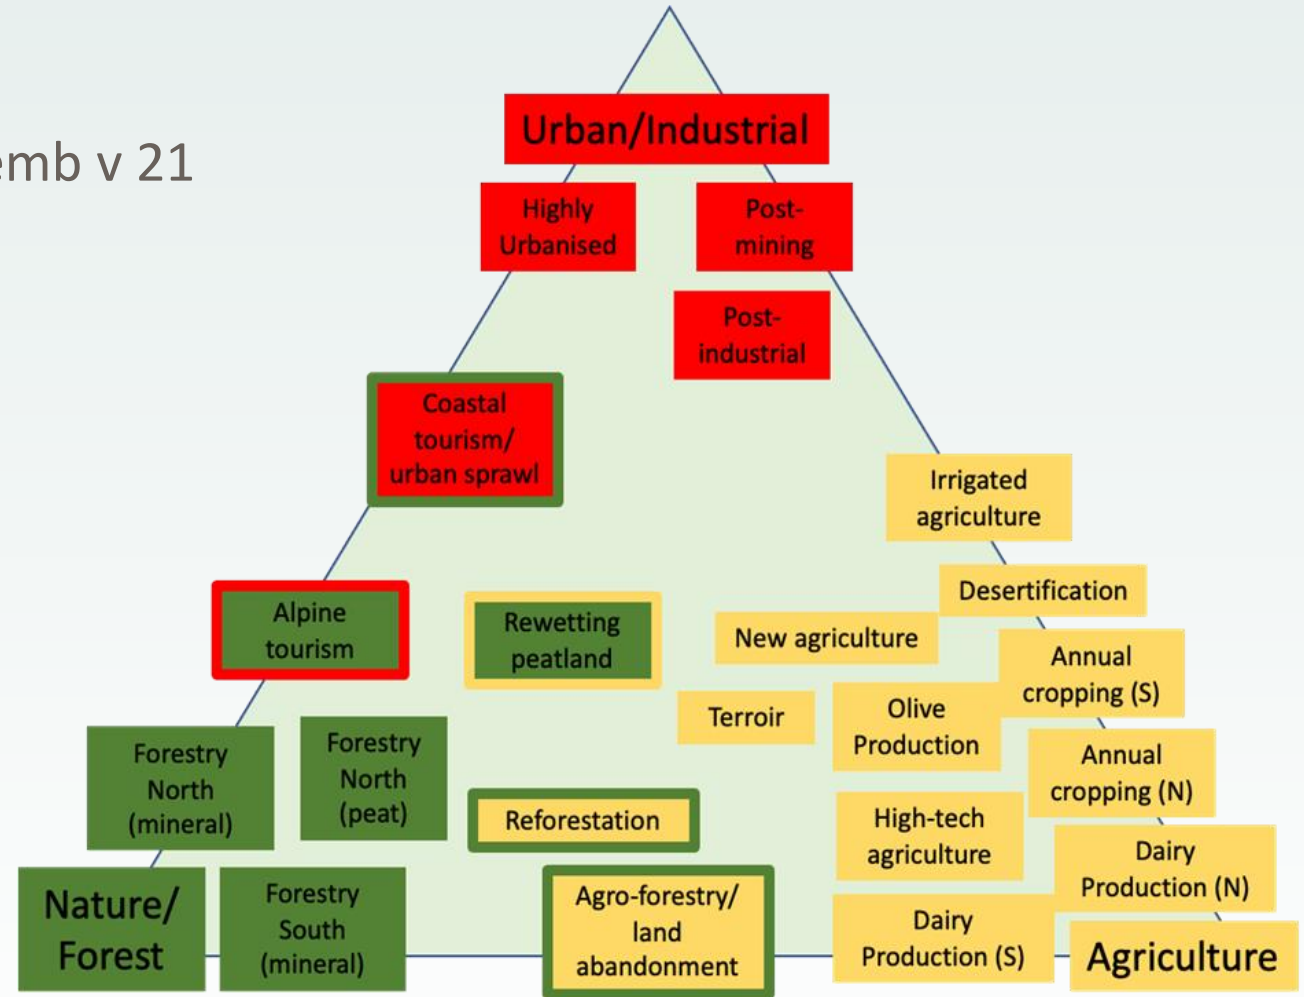 Urban/Industrial
emb v 21
Highly
Urbanised
Post-
mining
Post-
industrial
Coastal
tourism/
urban sprawl
Irrigated
agriculture
Desertification
Alpine
tourism
Rewetting
peatland
New agriculture
Annual
cropping (S)
Terroir
Olive
Production
Forestry
North
(mineral)
Forestry
North
(peat)
Annual
cropping (N)
Reforestation
High-tech
agriculture
Dairy
Production (N)
Nature/
Forest
Forestry
South
(mineral)
Agro-forestry/
land
abandonment
Dairy
Production (S)
Agriculture